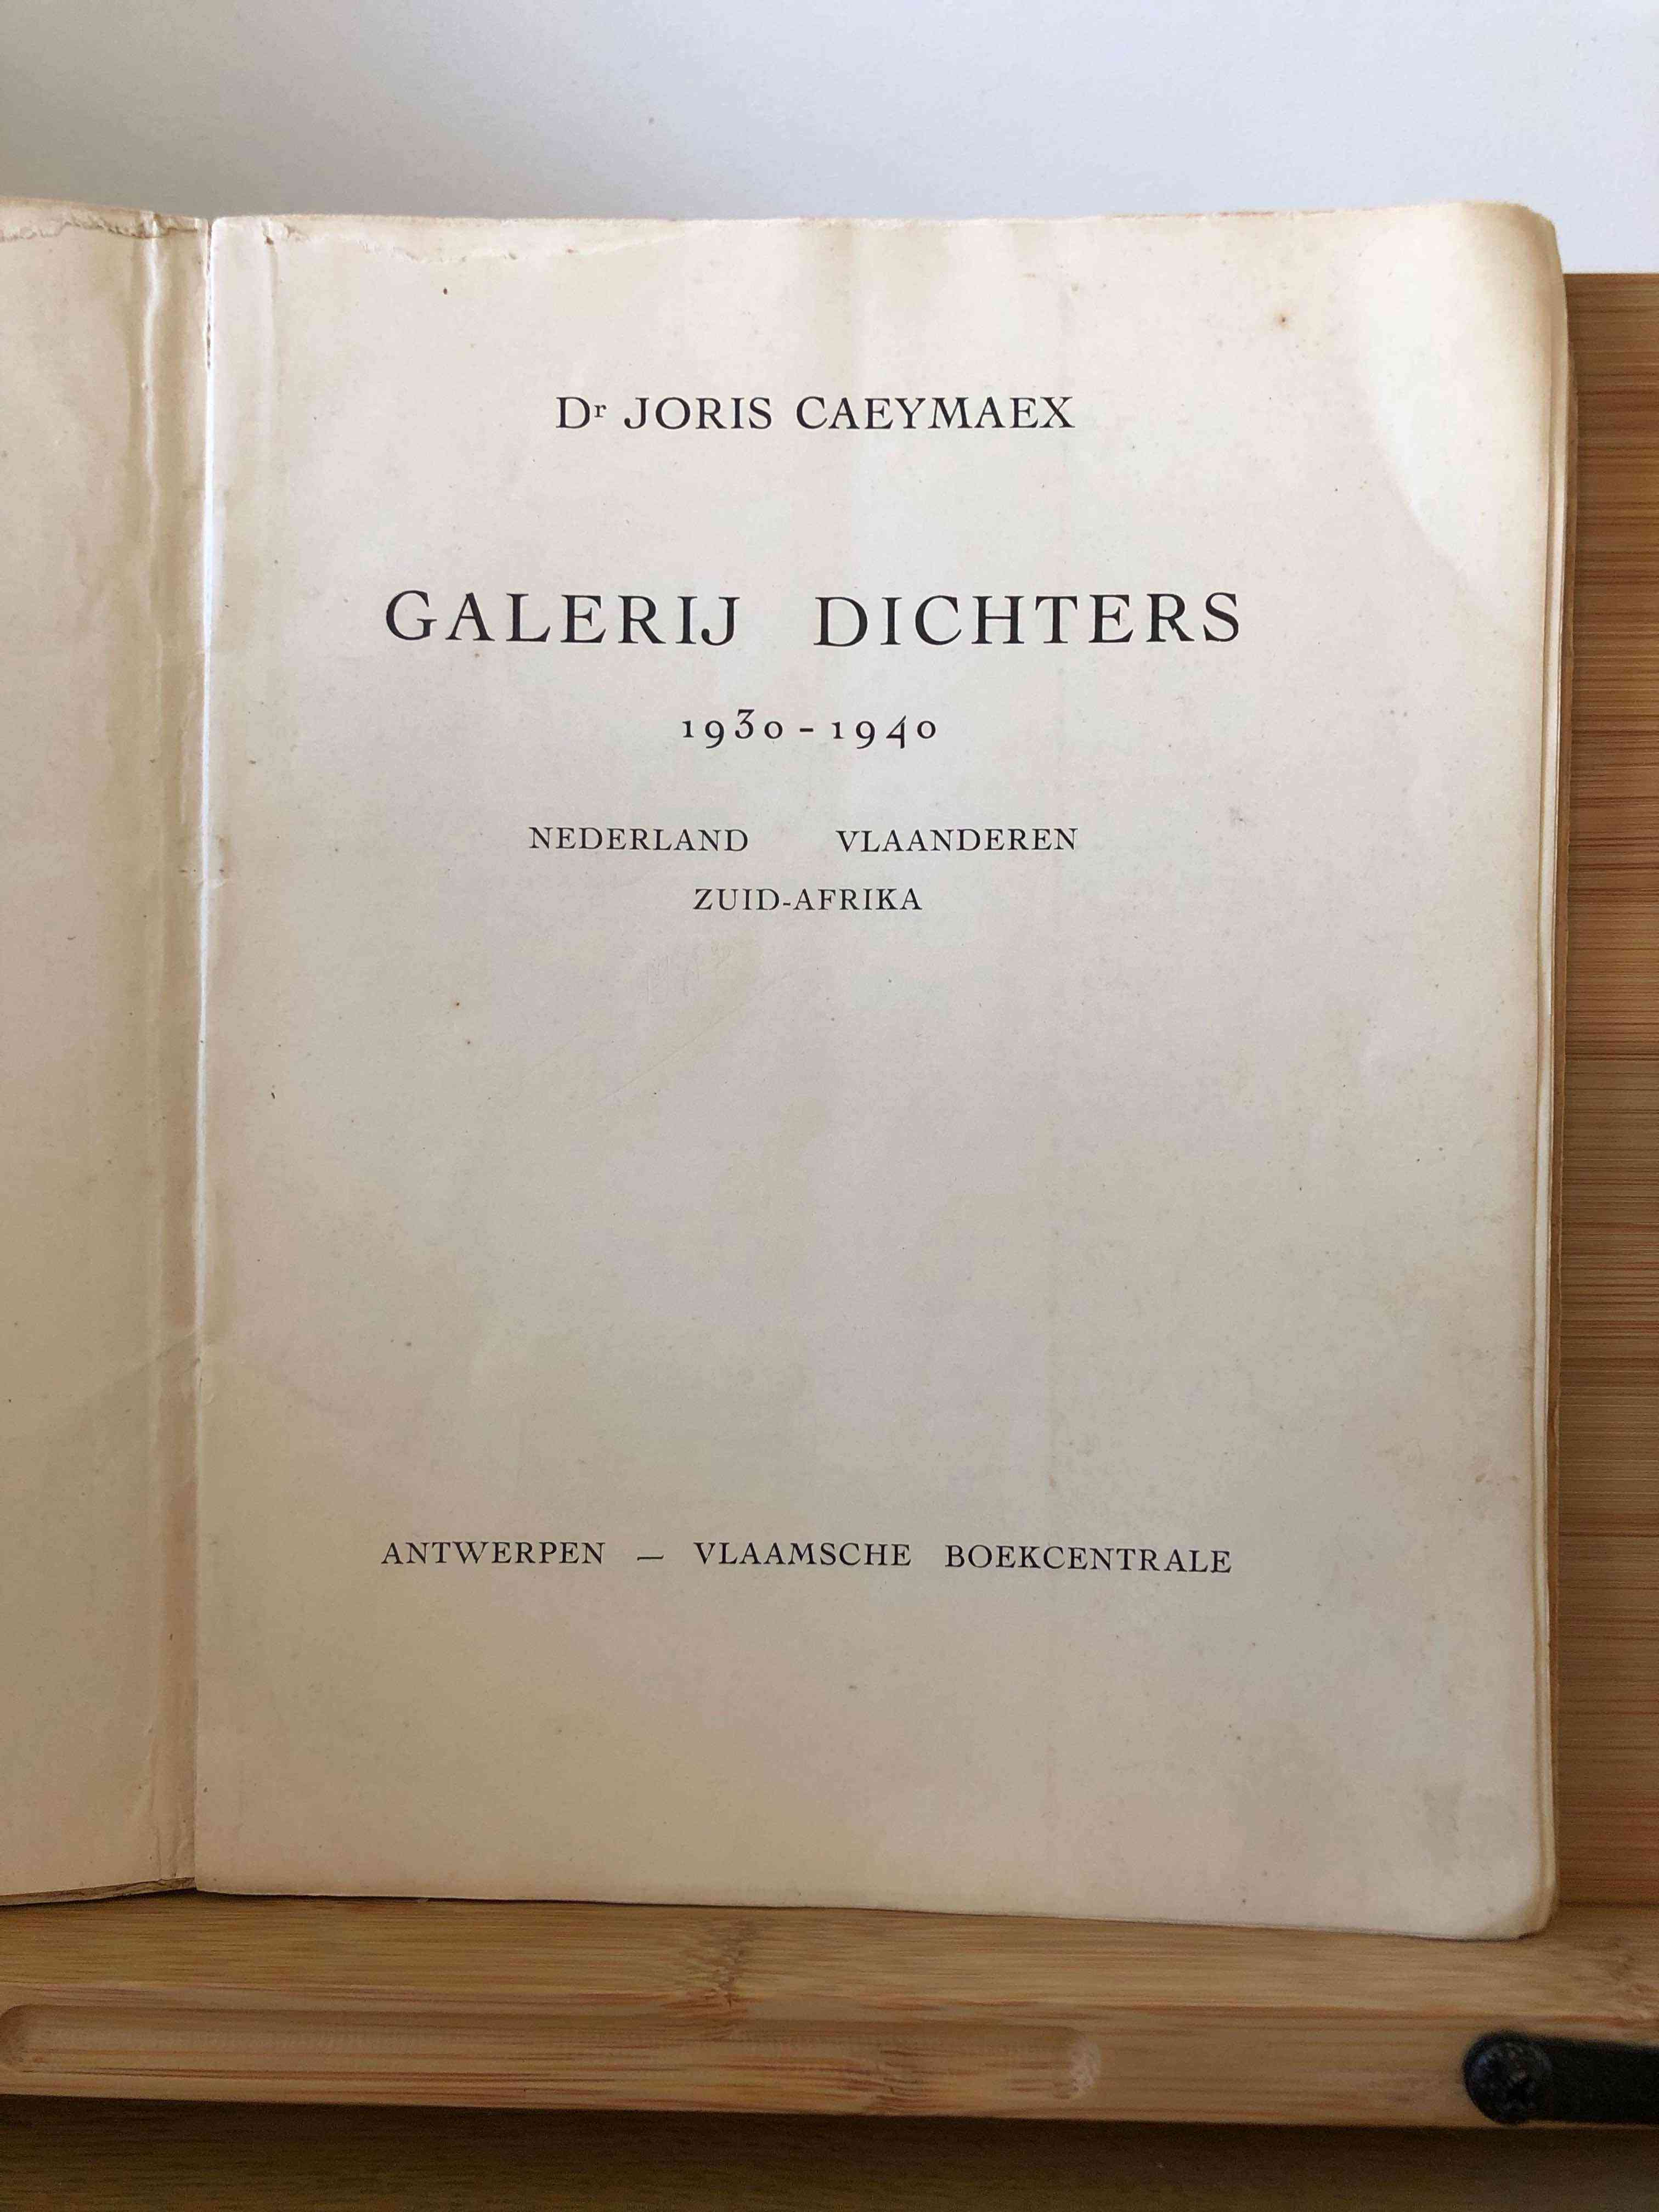 Dr JORIS CAEYMAEX
GALERIJ DICHTERS
1930-1940
NEDERLAND VLAANDEREN
ZUID-AFRIKA
ANTWERPEN — VLAAMSCHE BOEKCENTRALE